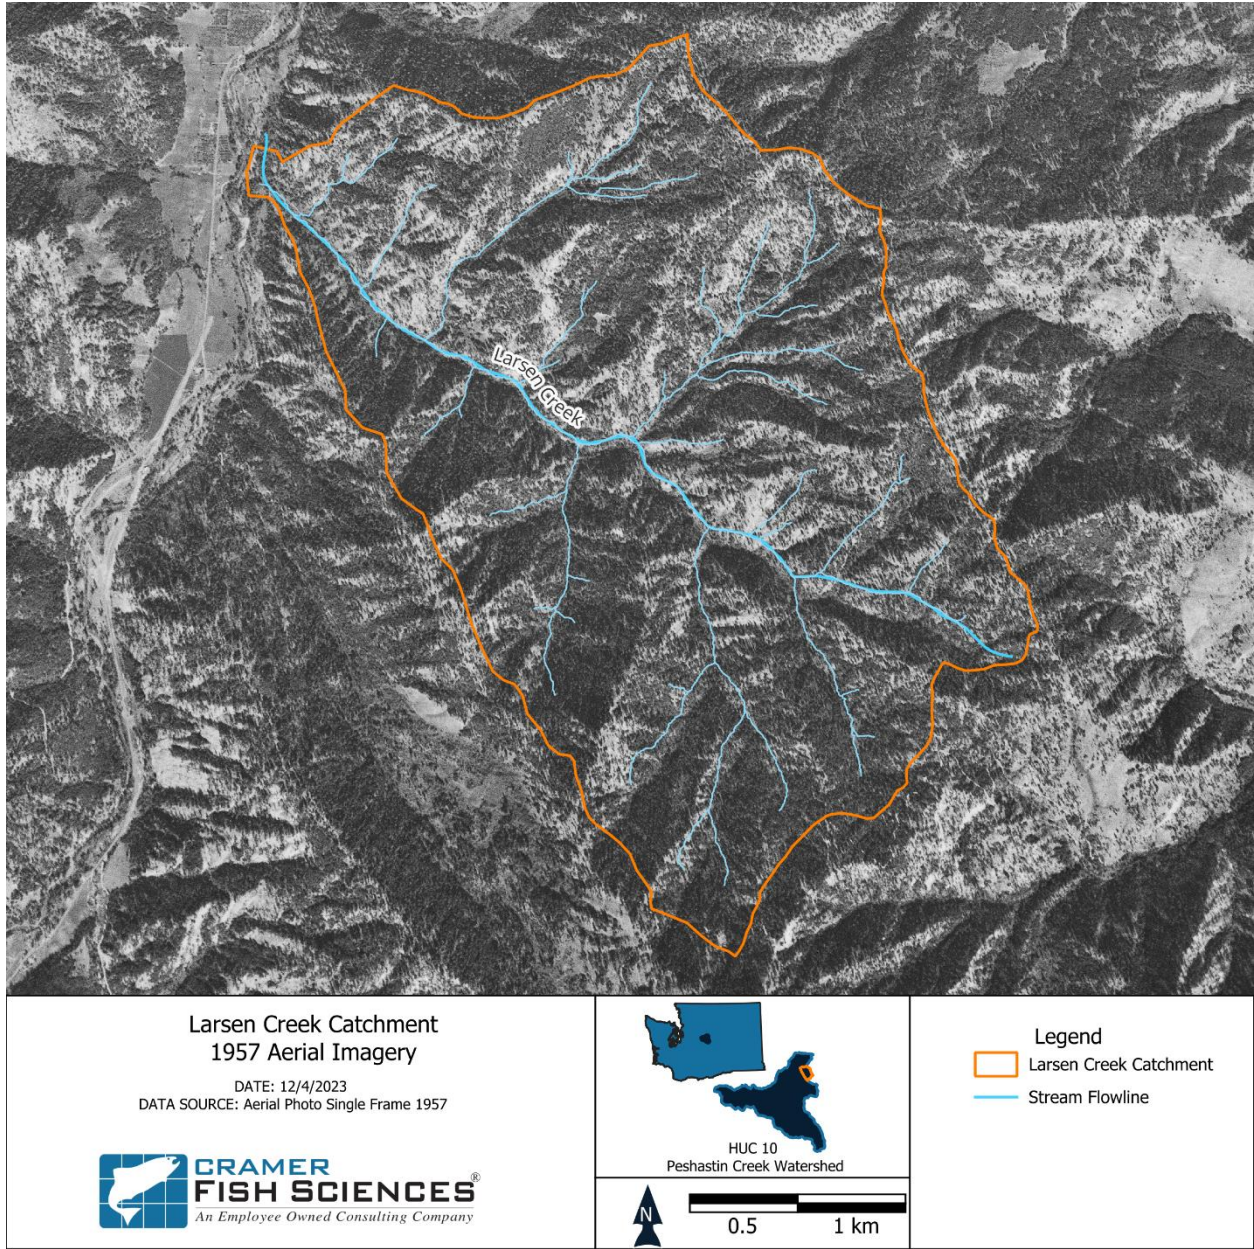 Larsen Creek
Larsen Creek Catchment
1957 Aerial Imagery
DATE: 12/4/2023
DATA SOURCE: Aerial Photo Single Frame 1957
CRAMER
FISH SCIENCES®
An Employee Owned Consulting Company
HUC 10
Peshastin Creek Watershed
N
0.5 1 km
Legend
Larsen Creek Catchment
Stream Flowline